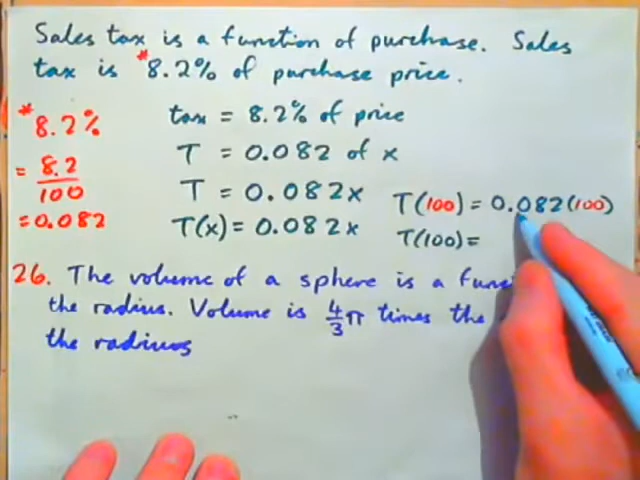 Sales tax is a function of purchase. Sales
tax is *8.2% of purchase price.
*8.2%
= 8.2/100
= 0.082
tax = 8.2% of price
T = 0.082 of x
T = 0.082x
T(x) = 0.082x
T(100) = 0.082(100)
T(100) =
26. The volume of a sphere is a func
the radius. Volume is 4/3 π times the
the radius